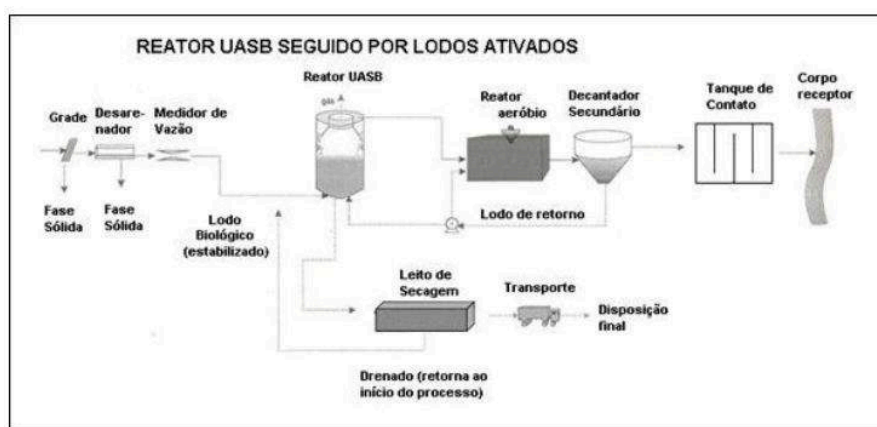 REATOR UASB SEGUIDO POR LODOS ATIVADOS
Reator UASB
gás
Grade
Desare-
nador
Medidor de
Vazão
Reator
aeróbio
Decantador
Secundário
Tanque de
Contato
Corpo
receptor
Fase
Sólida
Fase
Sólida
Lodo
Biológico
(estabilizado)
Lodo de retorno
Leito de
Secagem
Transporte
Disposição
final
Drenado (retorna ao
início do processo)